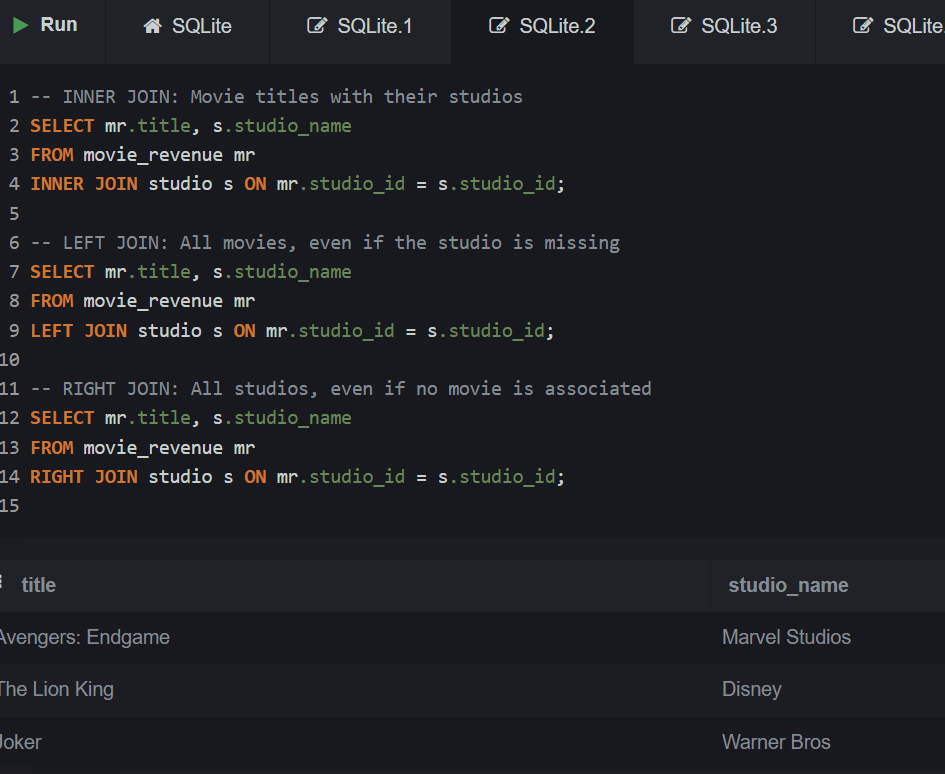 Run SQLite SQLite.1 SQLite.2 SQLite.3 SQLite.
1 -- INNER JOIN: Movie titles with their studios
2 SELECT mr.title, s.studio_name
3 FROM movie_revenue mr
4 INNER JOIN studio s ON mr.studio_id = s.studio_id;
5
6 -- LEFT JOIN: All movies, even if the studio is missing
7 SELECT mr.title, s.studio_name
8 FROM movie_revenue mr
9 LEFT JOIN studio s ON mr.studio_id = s.studio_id;
10
11 -- RIGHT JOIN: All studios, even if no movie is associated
12 SELECT mr.title, s.studio_name
13 FROM movie_revenue mr
14 RIGHT JOIN studio s ON mr.studio_id = s.studio_id;
15
title studio_name
Avengers: Endgame Marvel Studios
The Lion King Disney
Joker Warner Bros